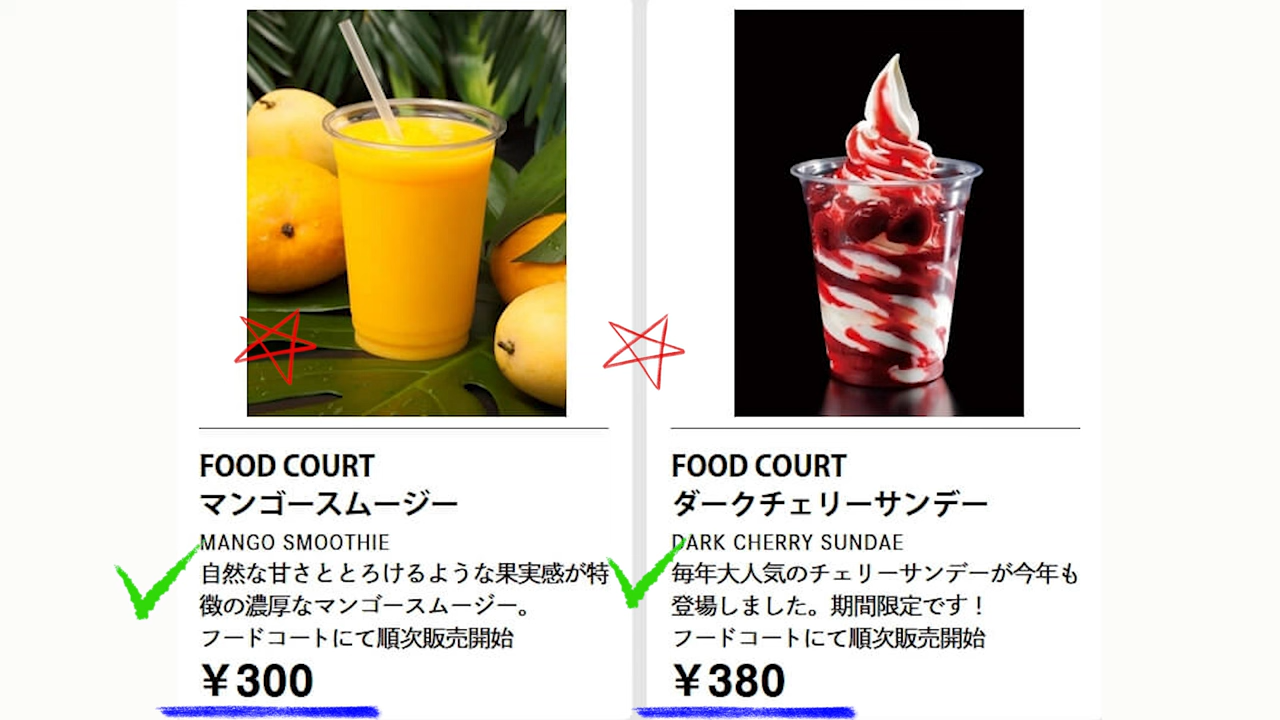 FOOD COURT
マンゴースムージー
MANGO SMOOTHIE
自然な甘さととろけるような果実感が特
徴の濃厚なマンゴースムージー。
フードコートにて順次販売開始
￥300
FOOD COURT
ダークチェリーサンデー
DARK CHERRY SUNDAE
毎年大人気のチェリーサンデーが今年も
登場しました。期間限定です！
フードコートにて順次販売開始
￥380